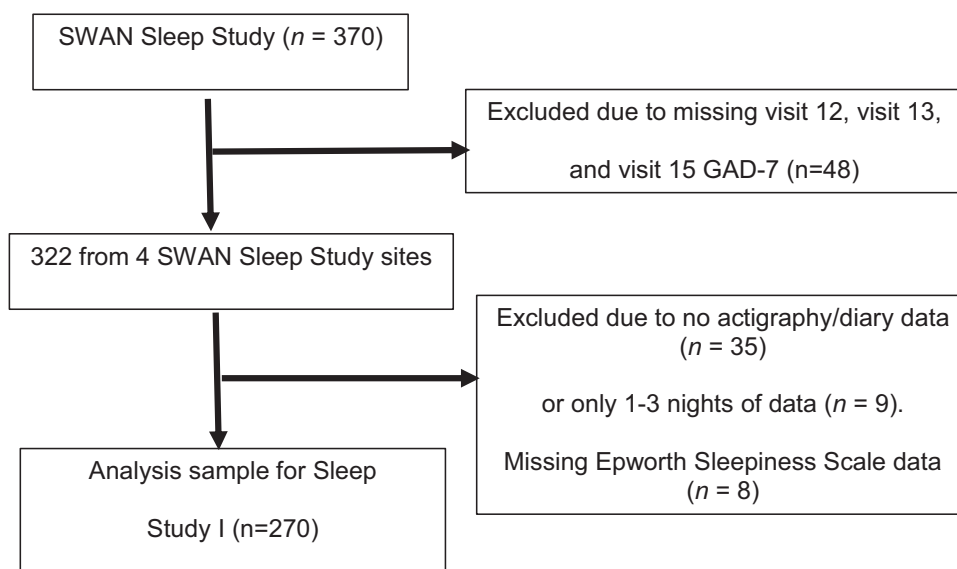 SWAN Sleep Study (n = 370)
Excluded due to missing visit 12, visit 13,
and visit 15 GAD-7 (n=48)
322 from 4 SWAN Sleep Study sites
Excluded due to no actigraphy/diary data
(n = 35)
or only 1-3 nights of data (n = 9).
Missing Epworth Sleepiness Scale data
(n = 8)
Analysis sample for Sleep
Study I (n=270)